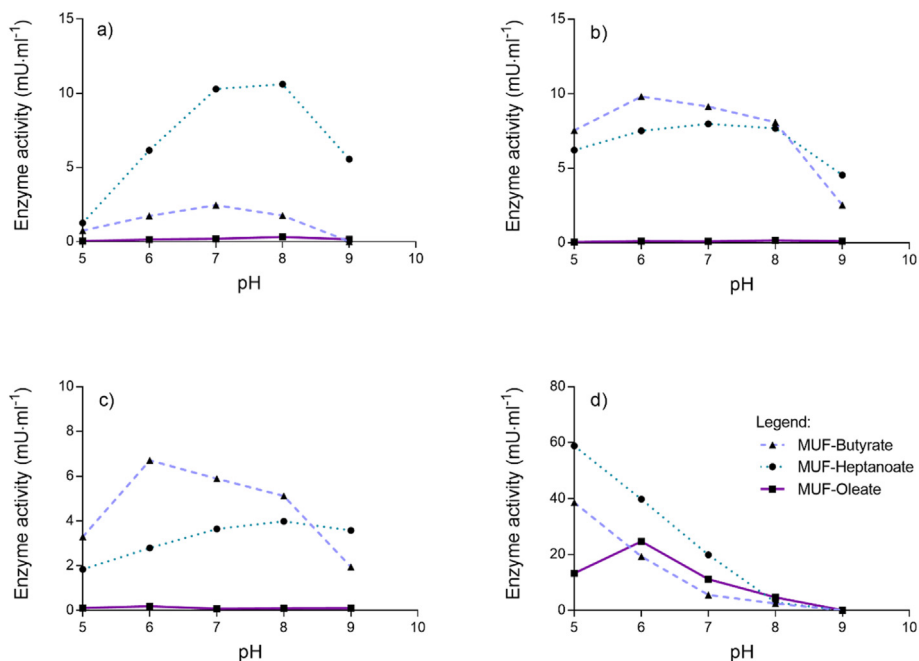 a)
Enzyme activity (mU·ml⁻¹)
15
10
5
0
5 6 7 8 9 10
pH
b)
Enzyme activity (mU·ml⁻¹)
15
10
5
0
5 6 7 8 9 10
pH
c)
Enzyme activity (mU·ml⁻¹)
10
8
6
4
2
0
5 6 7 8 9 10
pH
d)
Enzyme activity (mU·ml⁻¹)
80
60
40
20
0
5 6 7 8 9 10
pH
Legend:
MUF-Butyrate
MUF-Heptanoate
MUF-Oleate